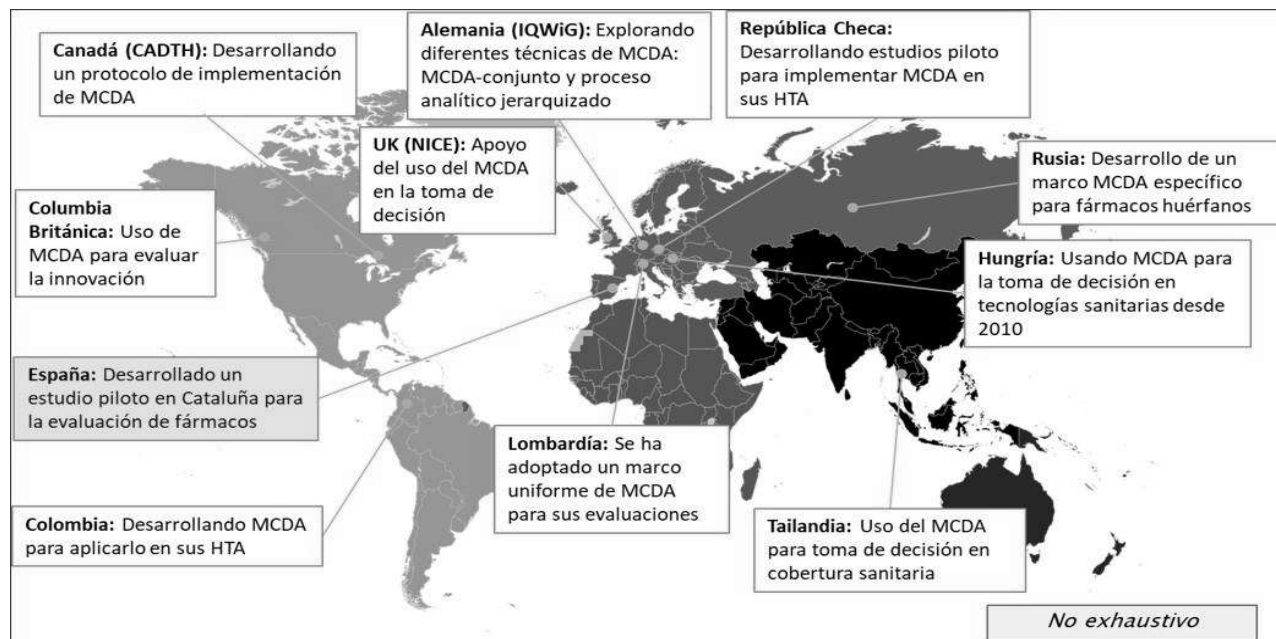 Canadá (CADTH): Desarrollando
un protocolo de implementación
de MCDA
Alemania (IQWiG): Explorando
diferentes técnicas de MCDA:
MCDA-conjunto y proceso
analítico jerarquizado
República Checa:
Desarrollando estudios piloto
para implementar MCDA en
sus HTA
UK (NICE): Apoyo
del uso del MCDA
en la toma de
decisión
Rusia: Desarrollo de un
marco MCDA específico
para fármacos huérfanos
Columbia
Británica: Uso de
MCDA para evaluar
la innovación
Hungría: Usando MCDA para
la toma de decisión en
tecnologías sanitarias desde
2010
España: Desarrollado un
estudio piloto en Cataluña para
la evaluación de fármacos
Lombardía: Se ha
adoptado un marco
uniforme de MCDA
para sus evaluaciones
Colombia: Desarrollando MCDA
para aplicarlo en sus HTA
Tailandia: Uso del MCDA
para toma de decisión en
cobertura sanitaria
No exhaustivo